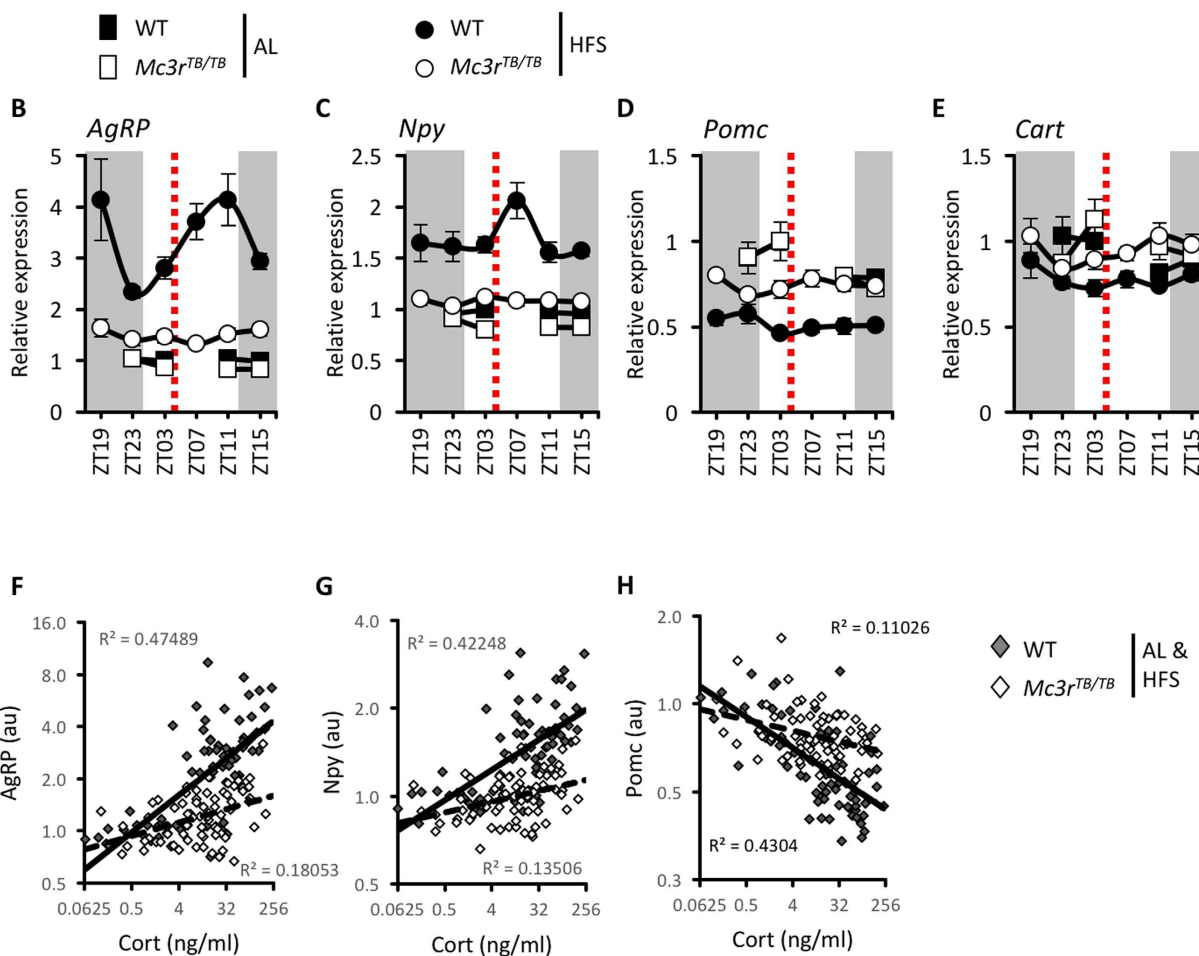 WT
Mc3r^TB/TB
AL
WT
Mc3r^TB/TB
HFS
B
AgRP
Relative expression
5
4
3
2
1
0
ZT19
ZT23
ZT03
ZT07
ZT11
ZT15
C
Npy
Relative expression
2.5
2
1.5
1
0.5
0
ZT19
ZT23
ZT03
ZT07
ZT11
ZT15
D
Pomc
Relative expression
1.5
1
0.5
0
ZT19
ZT23
ZT03
ZT07
ZT11
ZT15
E
Cart
Relative expression
1.5
1
0.5
0
ZT19
ZT23
ZT03
ZT07
ZT11
ZT15
F
AgRP (au)
16.0
8.0
4.0
2.0
1.0
0.5
R² = 0.47489
R² = 0.18053
0.0625
0.5
4
32
256
Cort (ng/ml)
G
Npy (au)
4.0
2.0
1.0
0.5
R² = 0.42248
R² = 0.13506
0.0625
0.5
4
32
256
Cort (ng/ml)
H
Pomc (au)
2.0
1.0
0.5
0.3
R² = 0.11026
R² = 0.4304
0.0625
0.5
4
32
256
Cort (ng/ml)
WT
Mc3r^TB/TB
AL &
HFS